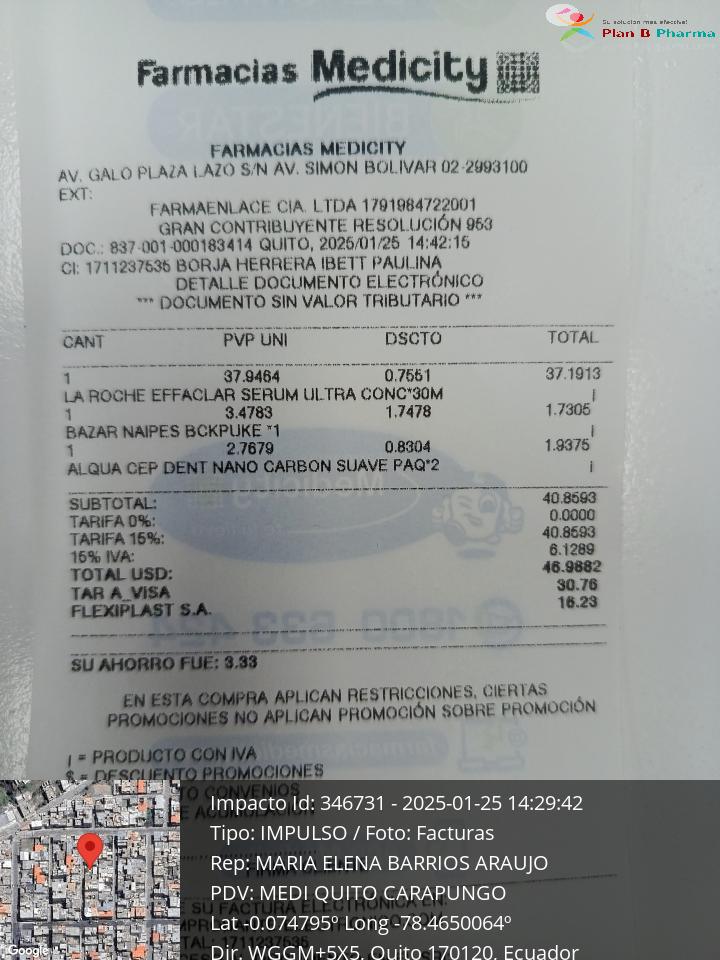 Su solucion mas efectiva!
Plan B Pharma
Farmacias Medicity
FARMACIAS MEDICITY
AV. GALO PLAZA LAZO S/N AV. SIMON BOLIVAR 02-2993100
EXT:
FARMAENLACE CIA. LTDA 1791984722001
GRAN CONTRIBUYENTE RESOLUCIÓN 953
DOC.: 837-001-000183414 QUITO, 2025/01/25 14:42:15
CI: 1711237535 BORJA HERRERA IBETT PAULINA
DETALLE DOCUMENTO ELECTRÓNICO
*** DOCUMENTO SIN VALOR TRIBUTARIO ***
CANT PVP UNI DSCTO TOTAL
1 37.9464 0.7551 37.1913
LA ROCHE EFFACLAR SERUM ULTRA CONC*30M I
1 3.4783 1.7478 1.7305
BAZAR NAIPES BCKPUKE *1 I
1 2.7679 0.8304 1.9375
ALQUA CEP DENT NANO CARBON SUAVE PAQ*2 I
SUBTOTAL: 40.8593
TARIFA 0%: 0.0000
TARIFA 15%: 40.8593
15% IVA: 6.1289
TOTAL USD: 46.9882
TAR A_VISA 30.76
FLEXIPLAST S.A. 16.23
SU AHORRO FUE: 3.33
EN ESTA COMPRA APLICAN RESTRICCIONES, CIERTAS
PROMOCIONES NO APLICAN PROMOCIÓN SOBRE PROMOCIÓN
I = PRODUCTO CON IVA
$ = DESCUENTO PROMOCIONES
TO CONVENIOS
Impacto Id: 346731 - 2025-01-25 14:29:42
Tipo: IMPULSO / Foto: Facturas
Rep: MARIA ELENA BARRIOS ARAUJO
PDV: MEDI QUITO CARAPUNGO
Lat -0.074795º Long -78.4650064º
Dir. WGGM+5X5, Quito 170120, Ecuador
SU FACTURA ELECTRONICA EN:
TAL: 1711237535
Google